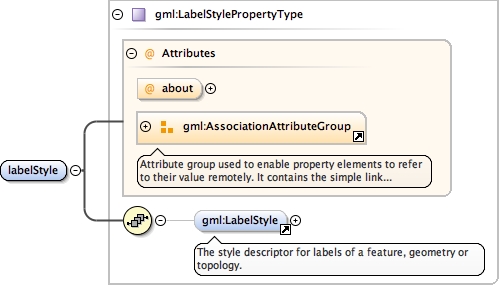 gml:LabelStylePropertyType
@ Attributes
@ about
gml:AssociationAttributeGroup
Attribute group used to enable property elements to refer
to their value remotely. It contains the simple link...
labelStyle
gml:LabelStyle
The style descriptor for labels of a feature, geometry or
topology.